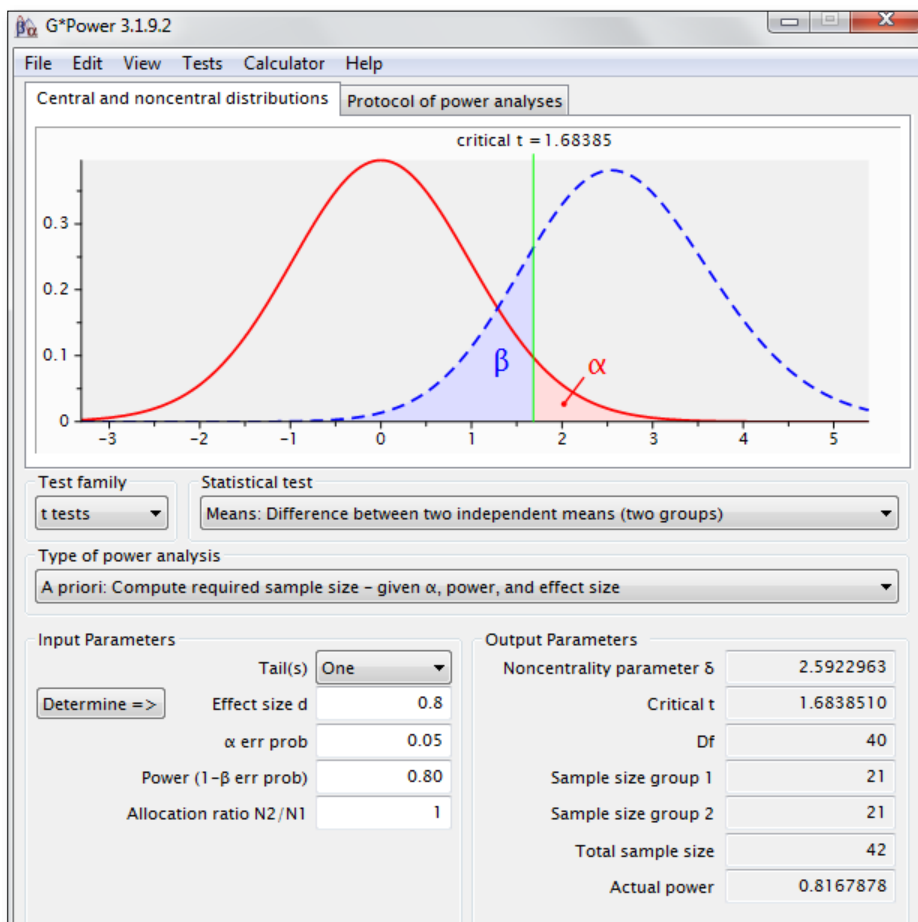 G*Power 3.1.9.2
File Edit View Tests Calculator Help
Central and noncentral distributions Protocol of power analyses
critical t = 1.68385
0.3
0.2
0.1
0
β α
-3 -2 -1 0 1 2 3 4 5
Test family Statistical test
t tests Means: Difference between two independent means (two groups)
Type of power analysis
A priori: Compute required sample size – given α, power, and effect size
Input Parameters
Tail(s) One
Determine => Effect size d 0.8
α err prob 0.05
Power (1-β err prob) 0.80
Allocation ratio N2/N1 1
Output Parameters
Noncentrality parameter δ 2.5922963
Critical t 1.6838510
Df 40
Sample size group 1 21
Sample size group 2 21
Total sample size 42
Actual power 0.8167878